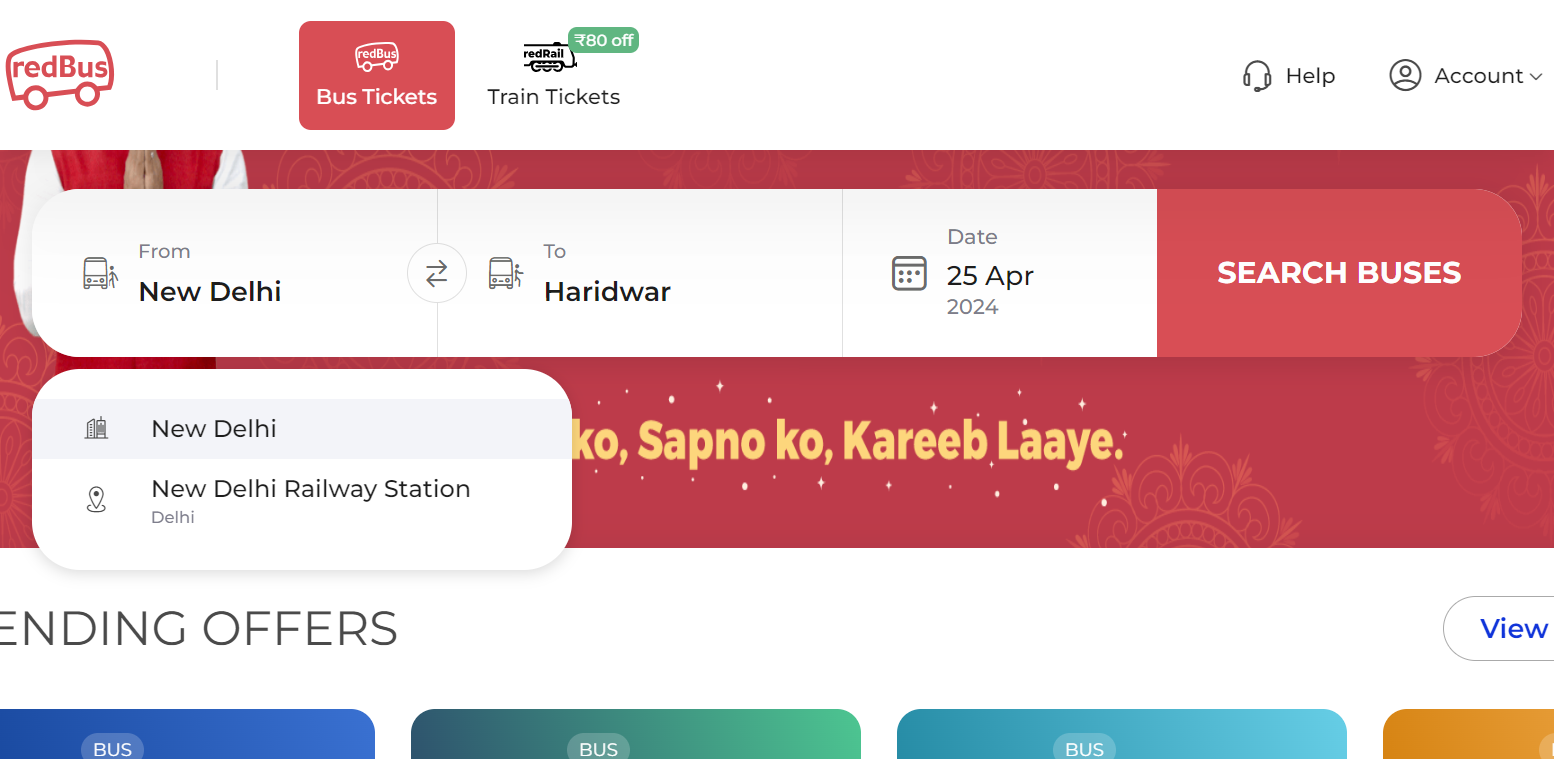 redBus
redBus
Bus Tickets
redRail
₹80 off
Train Tickets
Help
Account
From
New Delhi
To
Haridwar
Date
25 Apr
2024
SEARCH BUSES
New Delhi
New Delhi Railway Station
Delhi
ko, Sapno ko, Kareeb Laaye.
ENDING OFFERS
View
BUS
BUS
BUS